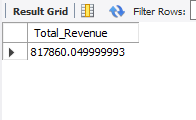 Result Grid Filter Rows:
Total_Revenue
817860.049999993